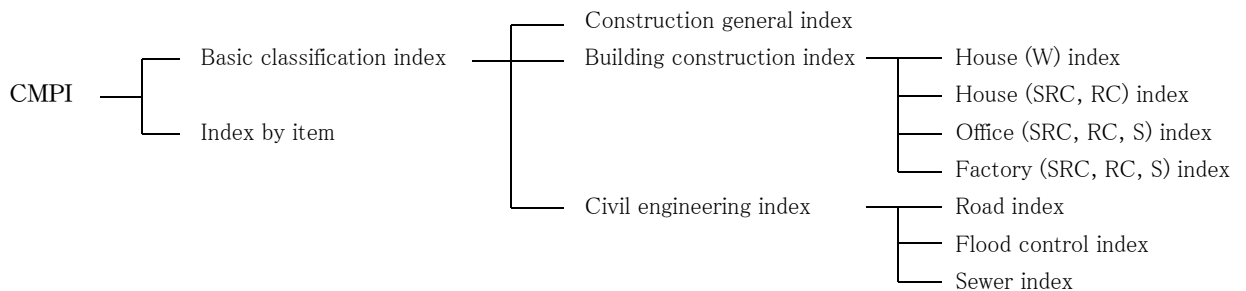 Construction general index
Basic classification index
Building construction index
House (W) index
CMPI
House (SRC, RC) index
Index by item
Office (SRC, RC, S) index
Factory (SRC, RC, S) index
Civil engineering index
Road index
Flood control index
Sewer index